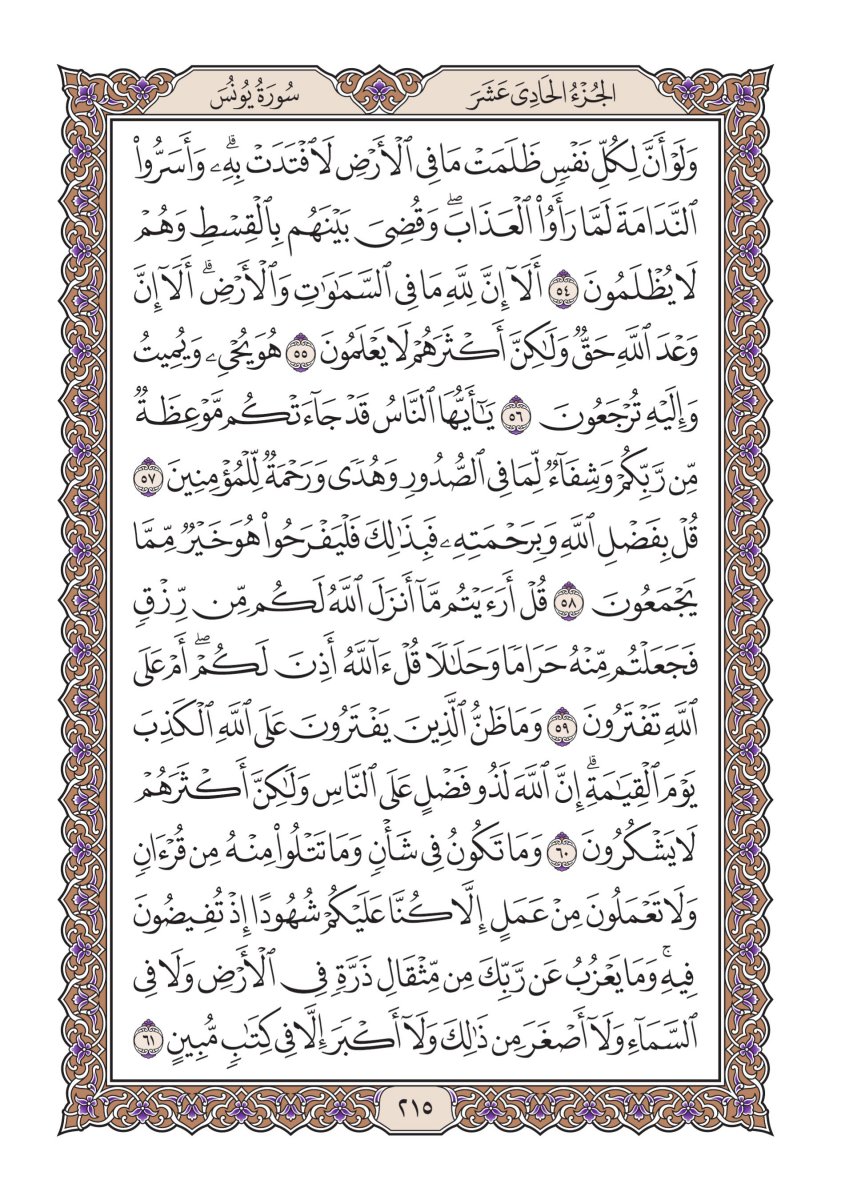 الجُزْءُ الحَادِى عَشَرَ
سُورَةُ يُونُسَ
وَلَوْ أَنَّ لِكُلِّ نَفْسٖ ظَلَمَتْ مَا فِى ٱلْأَرْضِ لَٱفْتَدَتْ بِهِۦۗ وَأَسَرُّوا۟
ٱلنَّدَامَةَ لَمَّا رَأَوُا۟ ٱلْعَذَابَۖ وَقُضِىَ بَيْنَهُم بِٱلْقِسْطِ وَهُمْ
لَا يُظْلَمُونَ ٥٤ أَلَآ إِنَّ لِلَّهِ مَا فِى ٱلسَّمَٰوَٰتِ وَٱلْأَرْضِۗ أَلَآ إِنَّ
وَعْدَ ٱللَّهِ حَقٌّ وَلَٰكِنَّ أَكْثَرَهُمْ لَا يَعْلَمُونَ ٥٥ هُوَ يُحْىِۦ وَيُمِيتُ
وَإِلَيْهِ تُرْجَعُونَ ٥٦ يَٰٓأَيُّهَا ٱلنَّاسُ قَدْ جَآءَتْكُم مَّوْعِظَةٌ
مِّن رَّبِّكُمْ وَشِفَآءٌ لِّمَا فِى ٱلصُّدُورِ وَهُدًى وَرَحْمَةٌ لِّلْمُؤْمِنِينَ ٥٧
قُلْ بِفَضْلِ ٱللَّهِ وَبِرَحْمَتِهِۦ فَبِذَٰلِكَ فَلْيَفْرَحُوا۟ هُوَ خَيْرٌ مِّمَّا
يَجْمَعُونَ ٥٨ قُلْ أَرَءَيْتُم مَّآ أَنزَلَ ٱللَّهُ لَكُم مِّن رِّزْقٍ
فَجَعَلْتُم مِّنْهُ حَرَامًا وَحَلَٰلًا قُلْ ءَآللَّهُ أَذِنَ لَكُمْۖ أَمْ عَلَى
ٱللَّهِ تَفْتَرُونَ ٥٩ وَمَا ظَنُّ ٱلَّذِينَ يَفْتَرُونَ عَلَى ٱللَّهِ ٱلْكَذِبَ
يَوْمَ ٱلْقِيَٰمَةِۗ إِنَّ ٱللَّهَ لَذُو فَضْلٍ عَلَى ٱلنَّاسِ وَلَٰكِنَّ أَكْثَرَهُمْ
لَا يَشْكُرُونَ ٦٠ وَمَا تَكُونُ فِى شَأْنٍ وَمَا تَتْلُوا۟ مِنْهُ مِن قُرْءَانٍ
وَلَا تَعْمَلُونَ مِنْ عَمَلٍ إِلَّا كُنَّا عَلَيْكُمْ شُهُودًا إِذْ تُفِيضُونَ
فِيهِۚ وَمَا يَعْزُبُ عَن رَّبِّكَ مِن مِّثْقَالِ ذَرَّةٍ فِى ٱلْأَرْضِ وَلَا فِى
ٱلسَّمَآءِ وَلَآ أَصْغَرَ مِن ذَٰلِكَ وَلَآ أَكْبَرَ إِلَّا فِى كِتَٰبٍ مُّبِينٍ ٦١
٢١٥